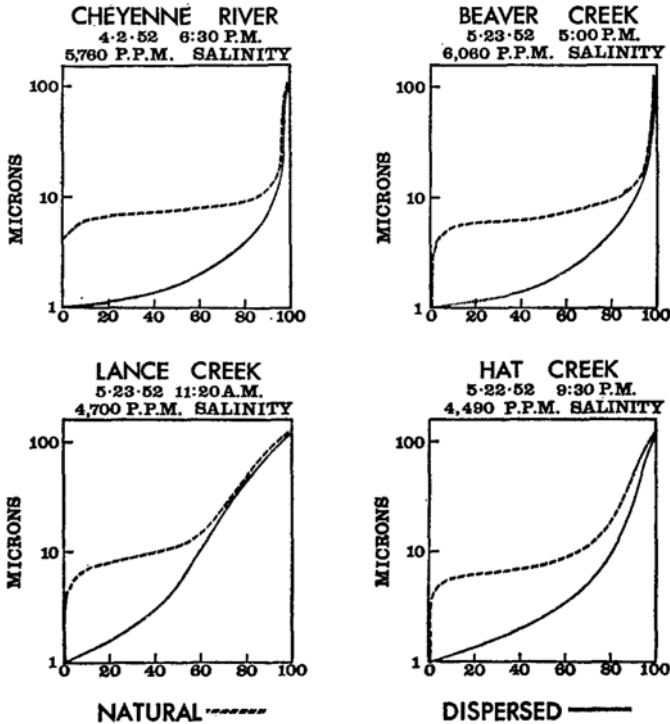 CHEYENNE RIVER
4·2·52 6:30 P.M.
5,760 P.P.M. SALINITY
100
10
1
MICRONS
0 20 40 60 80 100
BEAVER CREEK
5·23·52 5:00 P.M.
6,060 P.P.M. SALINITY
100
10
1
MICRONS
0 20 40 60 80 100
LANCE CREEK
5·23·52 11:20 A.M.
4,700 P.P.M. SALINITY
100
10
1
MICRONS
0 20 40 60 80 100
HAT CREEK
5·22·52 9:30 P.M.
4,490 P.P.M. SALINITY
100
10
1
MICRONS
0 20 40 60 80 100
NATURAL
DISPERSED